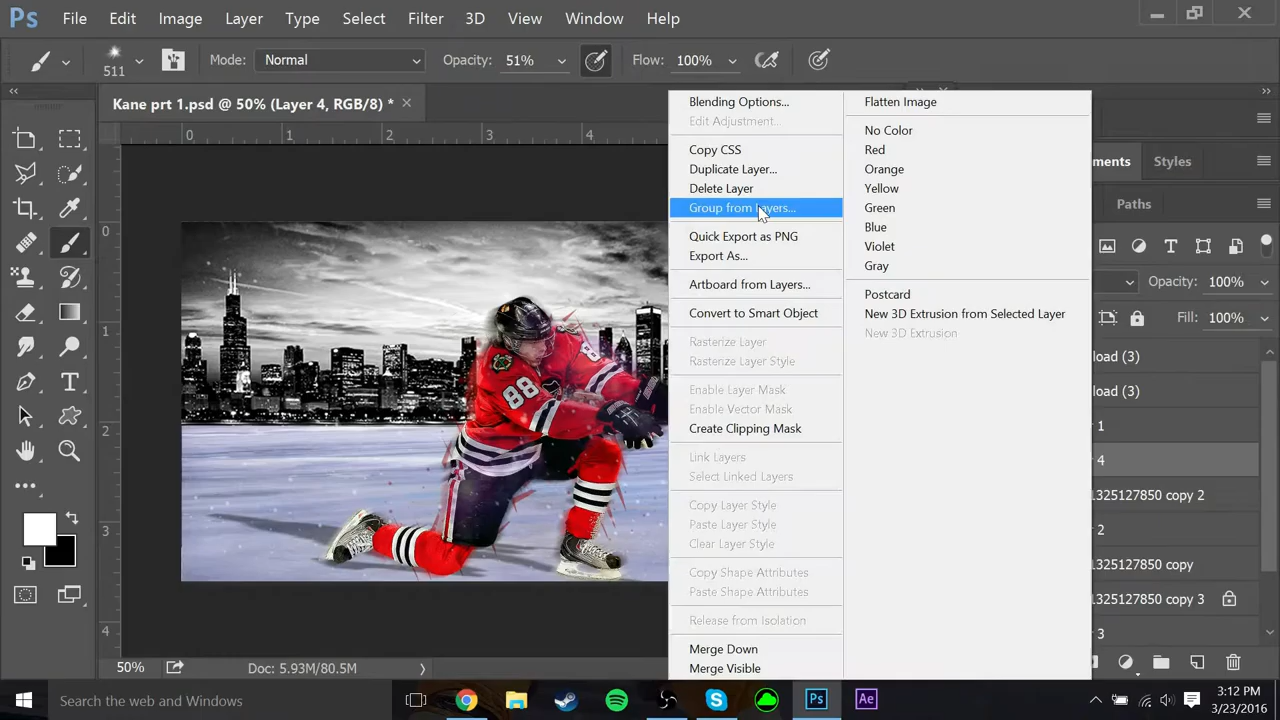 Ps File Edit Image Layer Type Select Filter 3D View Window Help
511 Mode: Normal Opacity: 51% Flow: 100%
Kane prt 1.psd @ 50% (Layer 4, RGB/8) *
0 1 2 3 4
0
1
2
3
4
88
8
Blending Options...
Edit Adjustment...
Copy CSS
Duplicate Layer...
Delete Layer
Group from Layers...
Quick Export as PNG
Export As...
Artboard from Layers...
Convert to Smart Object
Rasterize Layer
Rasterize Layer Style
Enable Layer Mask
Enable Vector Mask
Create Clipping Mask
Link Layers
Select Linked Layers
Copy Layer Style
Paste Layer Style
Clear Layer Style
Copy Shape Attributes
Paste Shape Attributes
Release from Isolation
Merge Down
Merge Visible
Flatten Image
No Color
Red
Orange
Yellow
Green
Blue
Violet
Gray
Postcard
New 3D Extrusion from Selected Layer
New 3D Extrusion
ments Styles
Paths
Opacity: 100%
Fill: 100%
load (3)
load (3)
1
4
1325127850 copy 2
2
1325127850 copy
1325127850 copy 3
3
50% Doc: 5.93M/80.5M
Search the web and Windows
Ps Ae
3:12 PM
3/23/2016